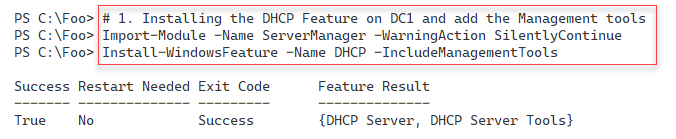 PS C:\Foo> # 1. Installing the DHCP Feature on DC1 and add the Management tools
PS C:\Foo> Import-Module -Name ServerManager -WarningAction SilentlyContinue
PS C:\Foo> Install-WindowsFeature -Name DHCP -IncludeManagementTools
Success Restart Needed Exit Code      Feature Result
------- -------------- ---------      --------------
True    No             Success        {DHCP Server, DHCP Server Tools}